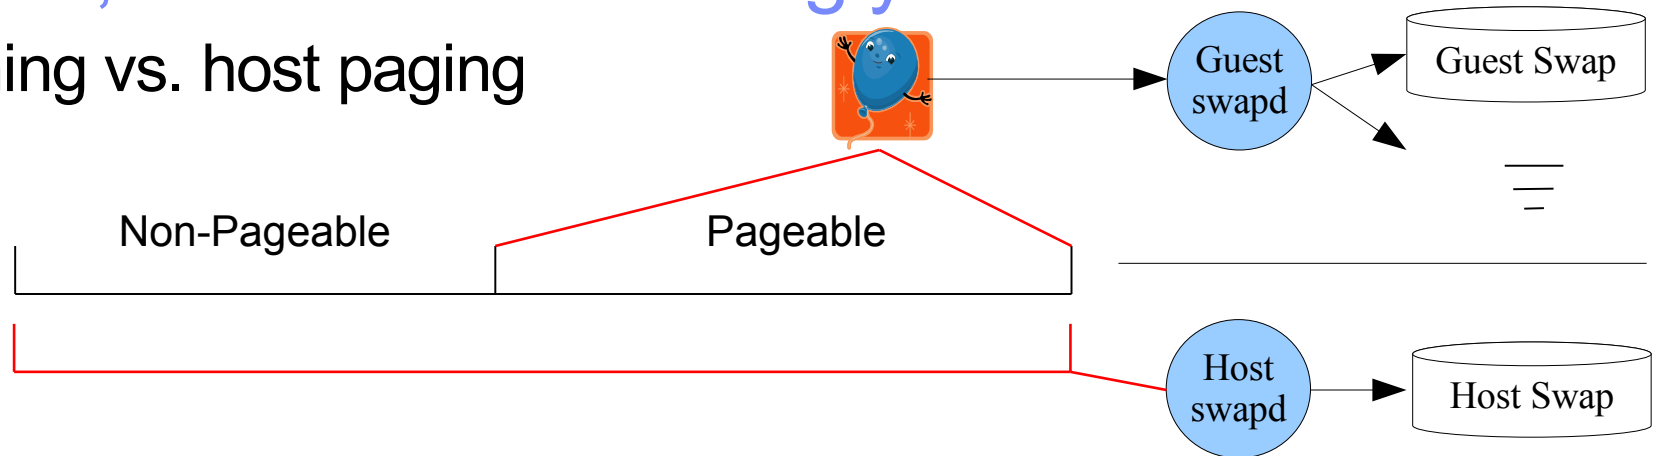 ing vs. host paging
Guest
swapd
Guest Swap
Non-Pageable
Pageable
Host
swapd
Host Swap